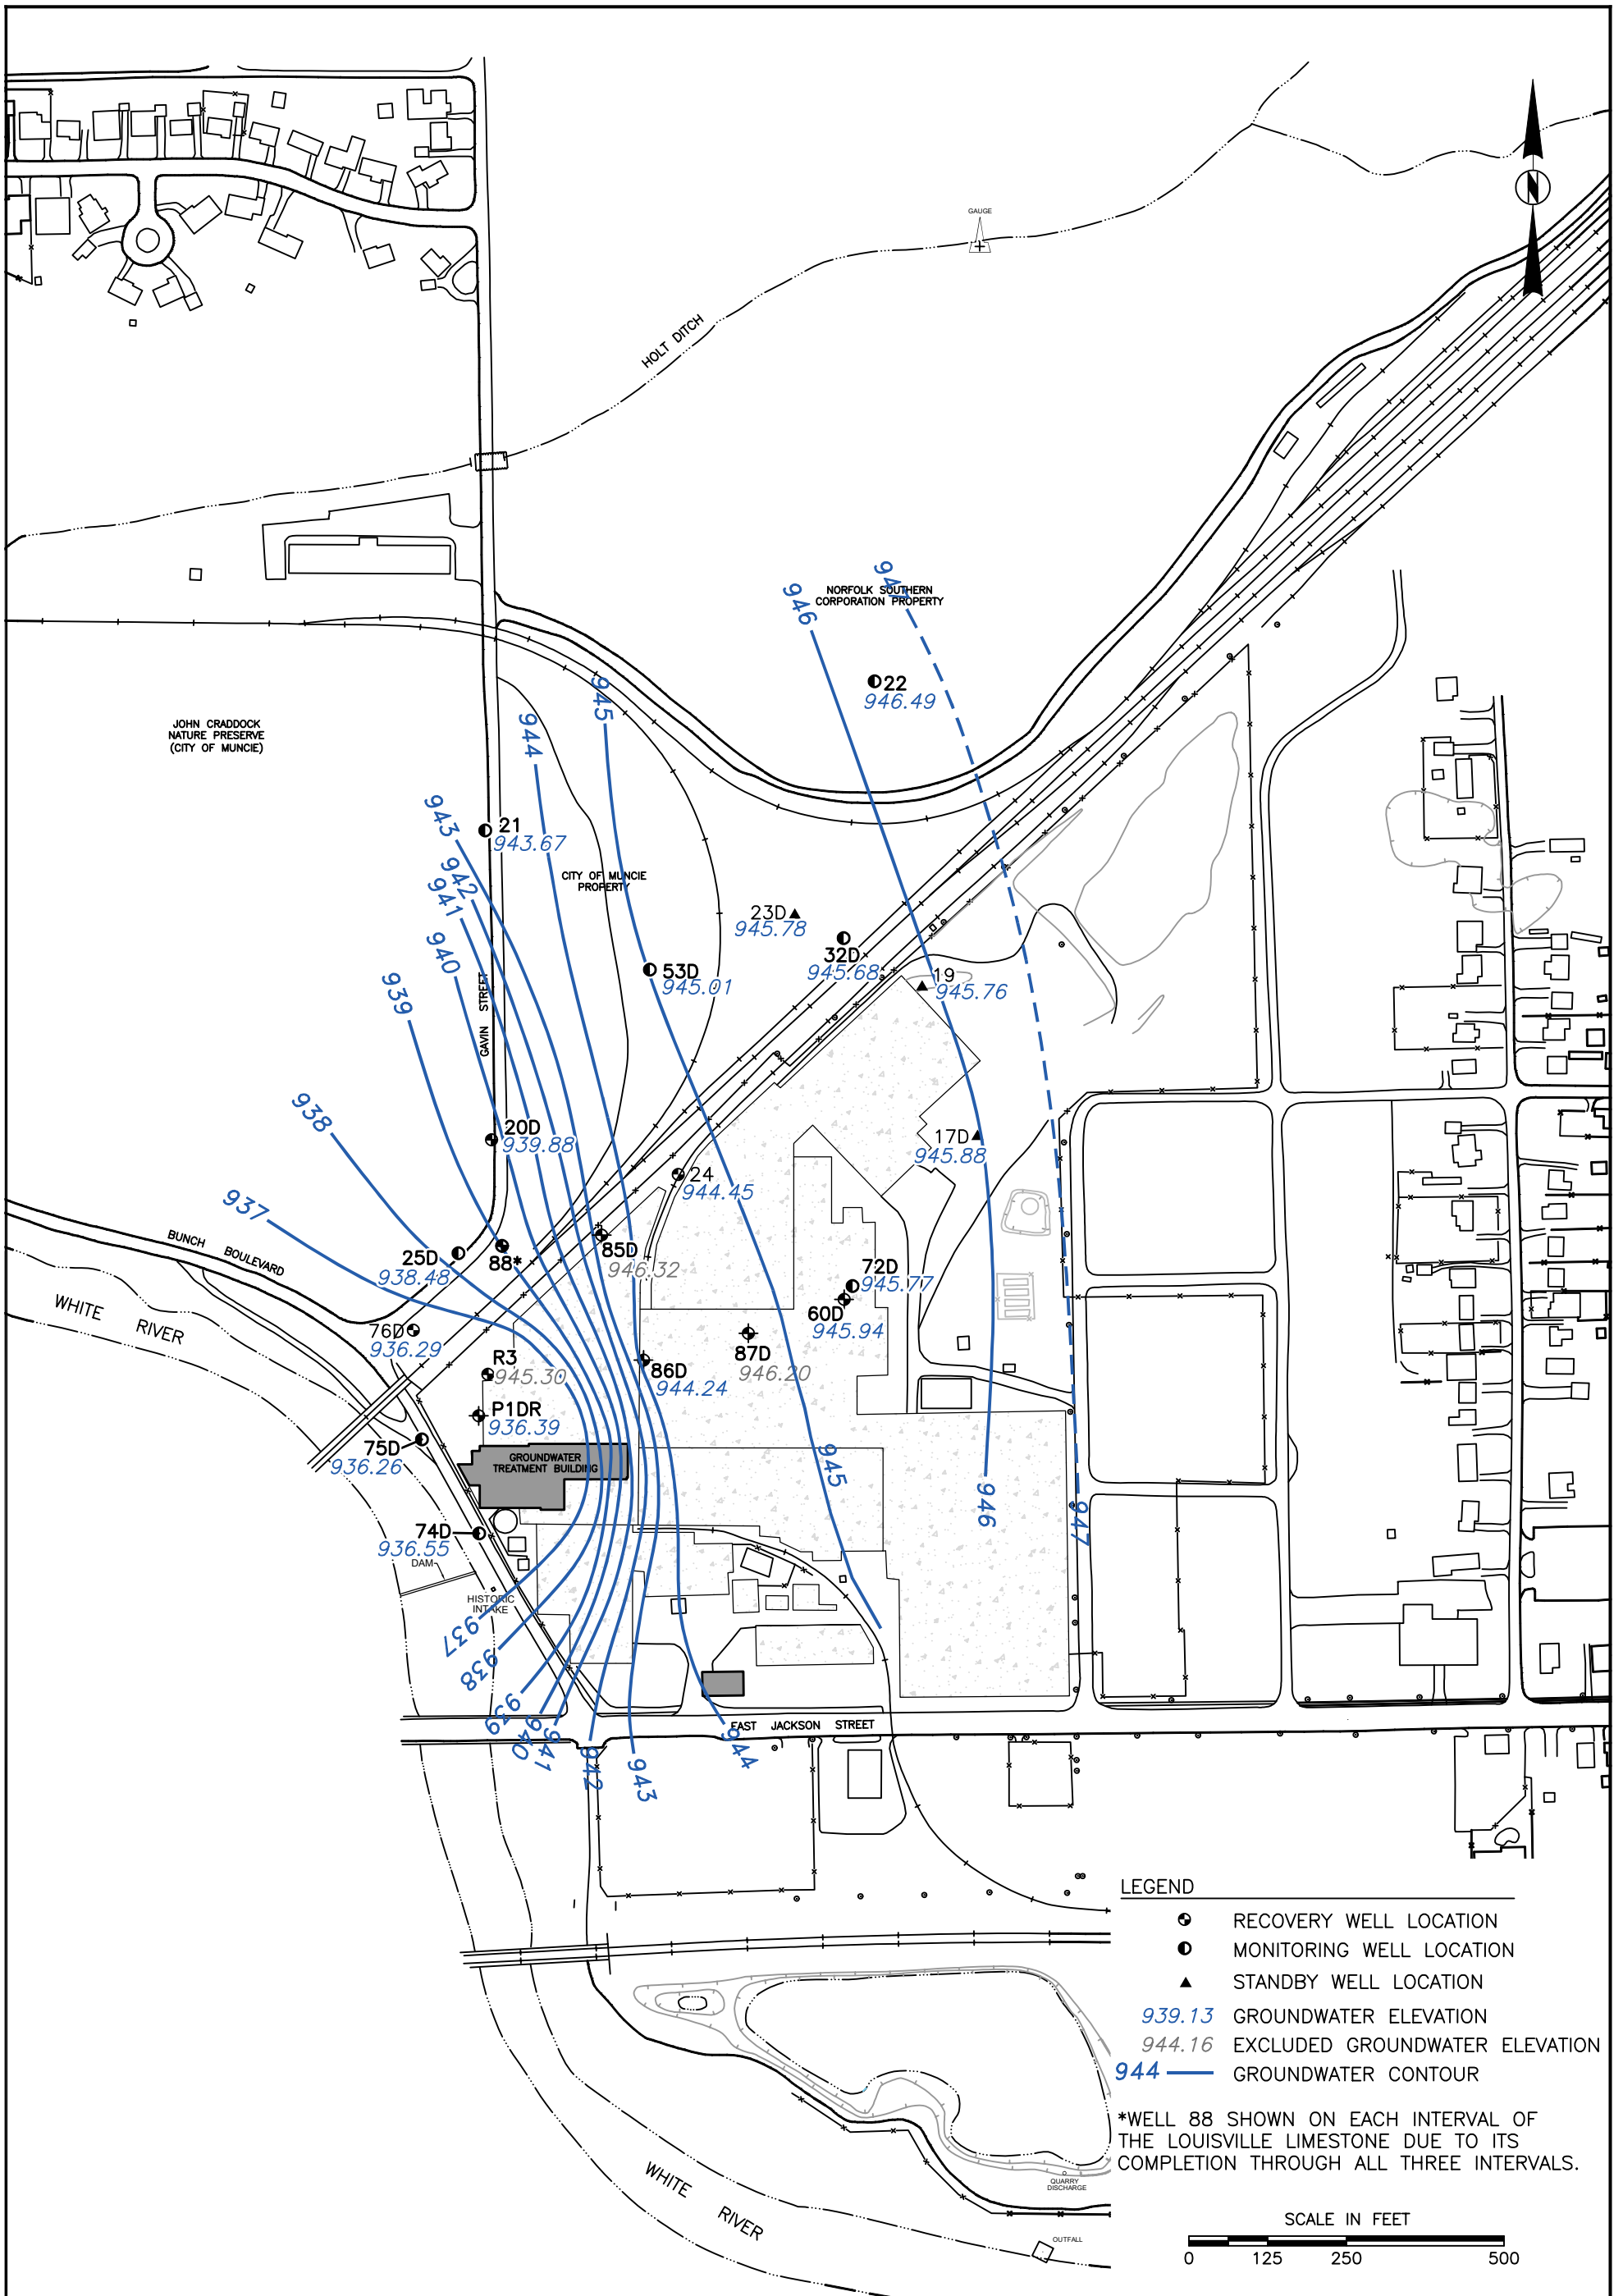 GAUGE
HOLT DITCH
N
947
946
NORFOLK SOUTHERN
CORPORATION PROPERTY
22
946.49
945
944
JOHN CRADDOCK
NATURE PRESERVE
(CITY OF MUNCIE)
943
942
941
940
939
938
937
21
943.67
CITY OF MUNCIE
PROPERTY
23D
945.78
32D
945.68
53D
945.01
19
945.76
GAVIN STREET
20D
939.88
17D
945.88
24
944.45
BUNCH BOULEVARD
25D
938.48
88*
85D
946.32
72D
945.77
60D
945.94
WHITE RIVER
76D
936.29
R3
945.30
86D
944.24
87D
946.20
P1DR
936.39
75D
936.26
GROUNDWATER
TREATMENT BUILDING
945
946
947
74D
936.55
DAM
HISTORIC
INTAKE
937
938
939
940
941
942
943
944
EAST JACKSON STREET
LEGEND
RECOVERY WELL LOCATION
MONITORING WELL LOCATION
STANDBY WELL LOCATION
939.13 GROUNDWATER ELEVATION
944.16 EXCLUDED GROUNDWATER ELEVATION
944 GROUNDWATER CONTOUR
*WELL 88 SHOWN ON EACH INTERVAL OF
THE LOUISVILLE LIMESTONE DUE TO ITS
COMPLETION THROUGH ALL THREE INTERVALS.
QUARRY
DISCHARGE
WHITE RIVER
OUTFALL
SCALE IN FEET
0 125 250 500